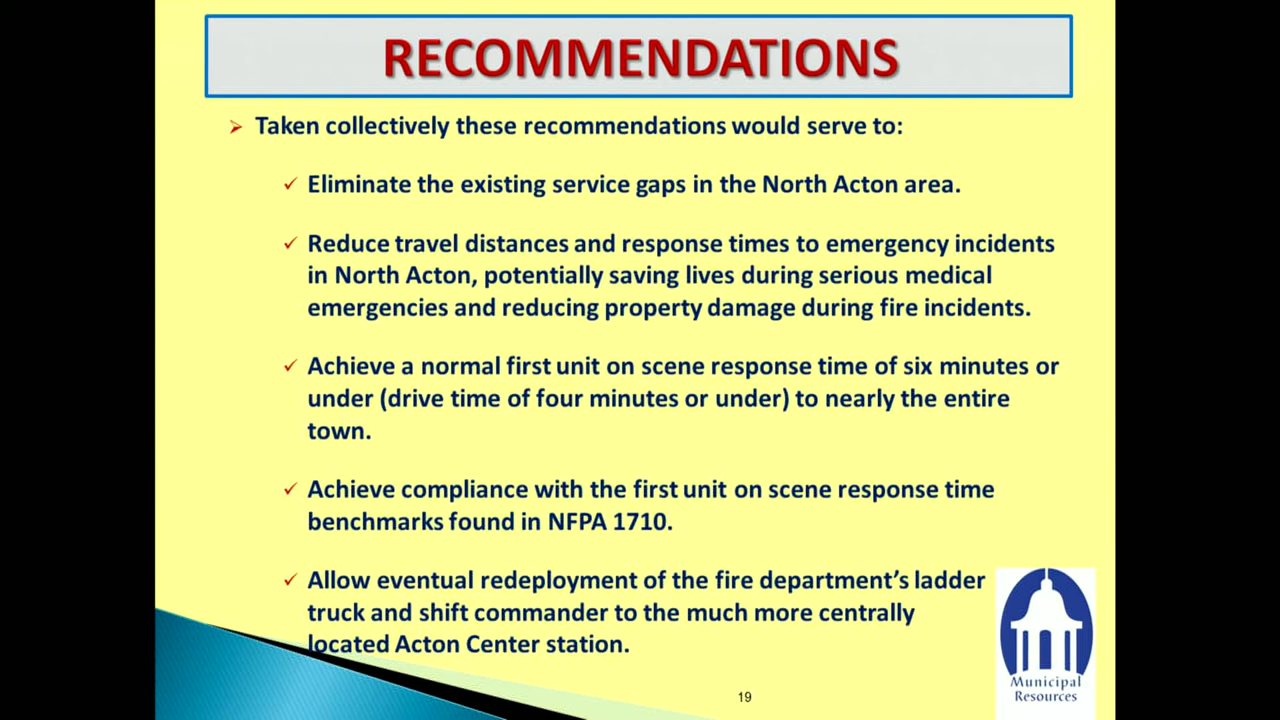 RECOMMENDATIONS
Taken collectively these recommendations would serve to:
Eliminate the existing service gaps in the North Acton area.
Reduce travel distances and response times to emergency incidents
in North Acton, potentially saving lives during serious medical
emergencies and reducing property damage during fire incidents.
Achieve a normal first unit on scene response time of six minutes or
under (drive time of four minutes or under) to nearly the entire
town.
Achieve compliance with the first unit on scene response time
benchmarks found in NFPA 1710.
Allow eventual redeployment of the fire department’s ladder
truck and shift commander to the much more centrally
located Acton Center station.
Municipal
Resources
19